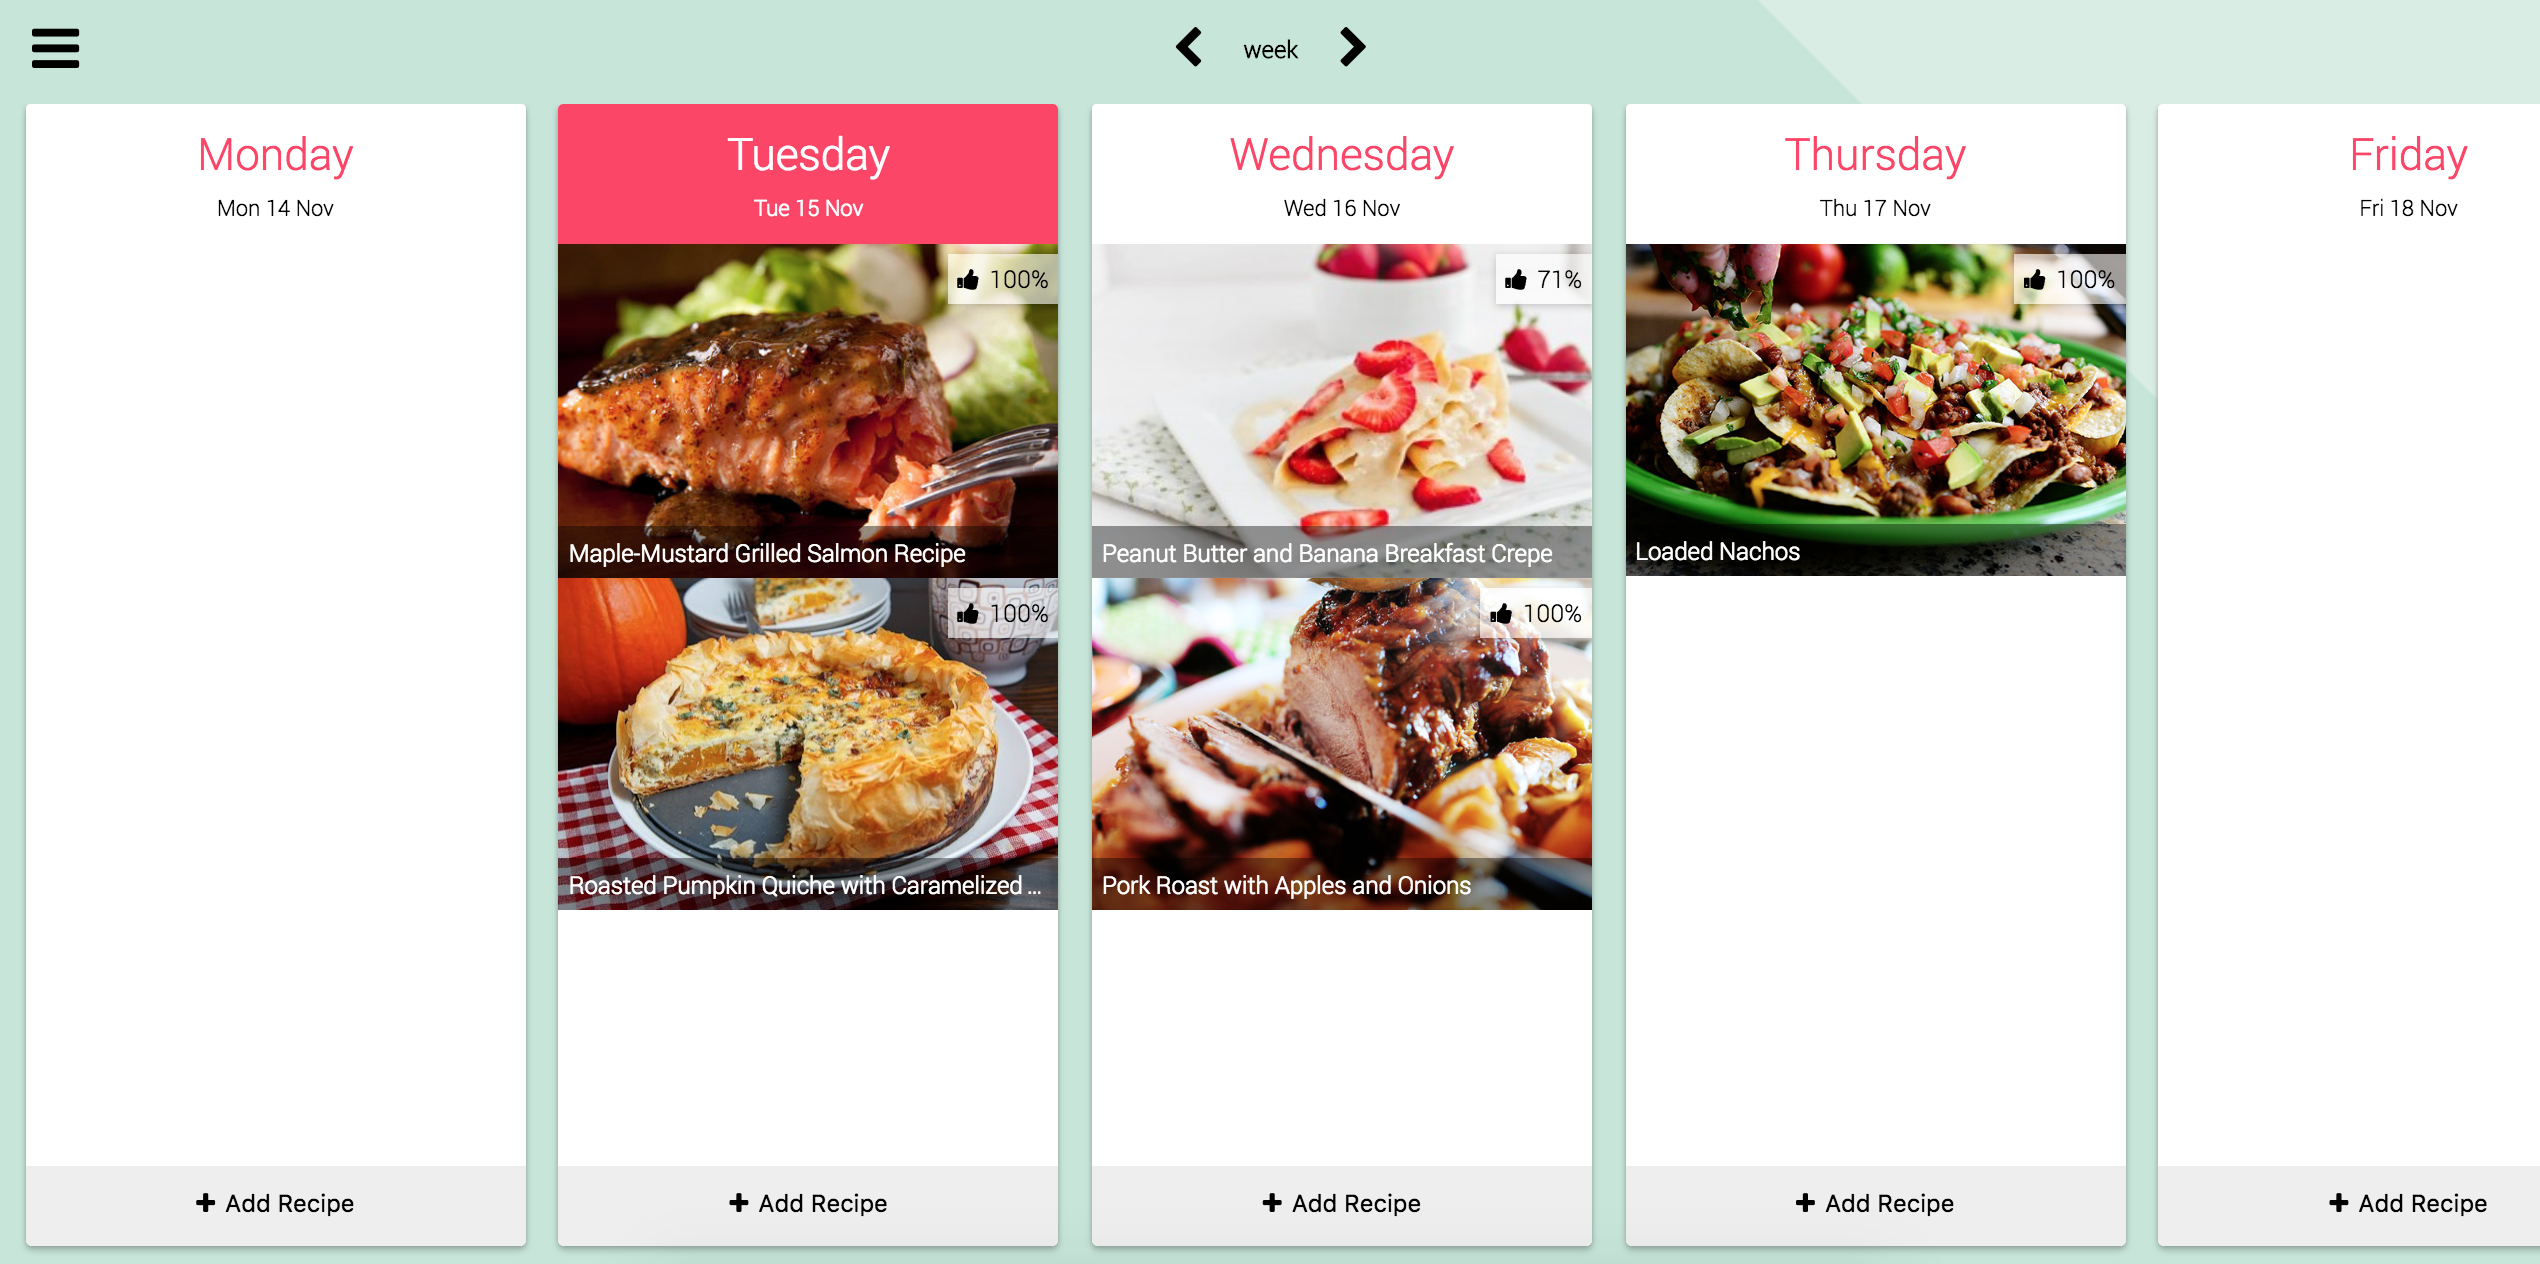 week
Monday
Mon 14 Nov
+ Add Recipe
Tuesday
Tue 15 Nov
100%
Maple-Mustard Grilled Salmon Recipe
100%
Roasted Pumpkin Quiche with Caramelized ...
+ Add Recipe
Wednesday
Wed 16 Nov
71%
Peanut Butter and Banana Breakfast Crepe
100%
Pork Roast with Apples and Onions
+ Add Recipe
Thursday
Thu 17 Nov
100%
Loaded Nachos
+ Add Recipe
Friday
Fri 18 Nov
+ Add Recipe